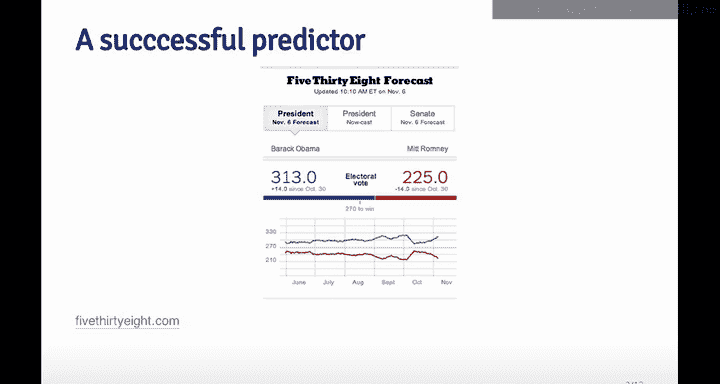 A succcessful predictor
FiveThirtyEight Forecast
Updated 10:10 AM ET on Nov. 6
President President Senate
Nov. 6 Forecast Now-cast Nov. 6 Forecast
Barack Obama Mitt Romney
313.0 Electoral vote 225.0
+14.0 since Oct. 30 -14.0 since Oct. 30
270 to win
330
270
210
June July Aug Sept Oct Nov
fivethirtyeight.com